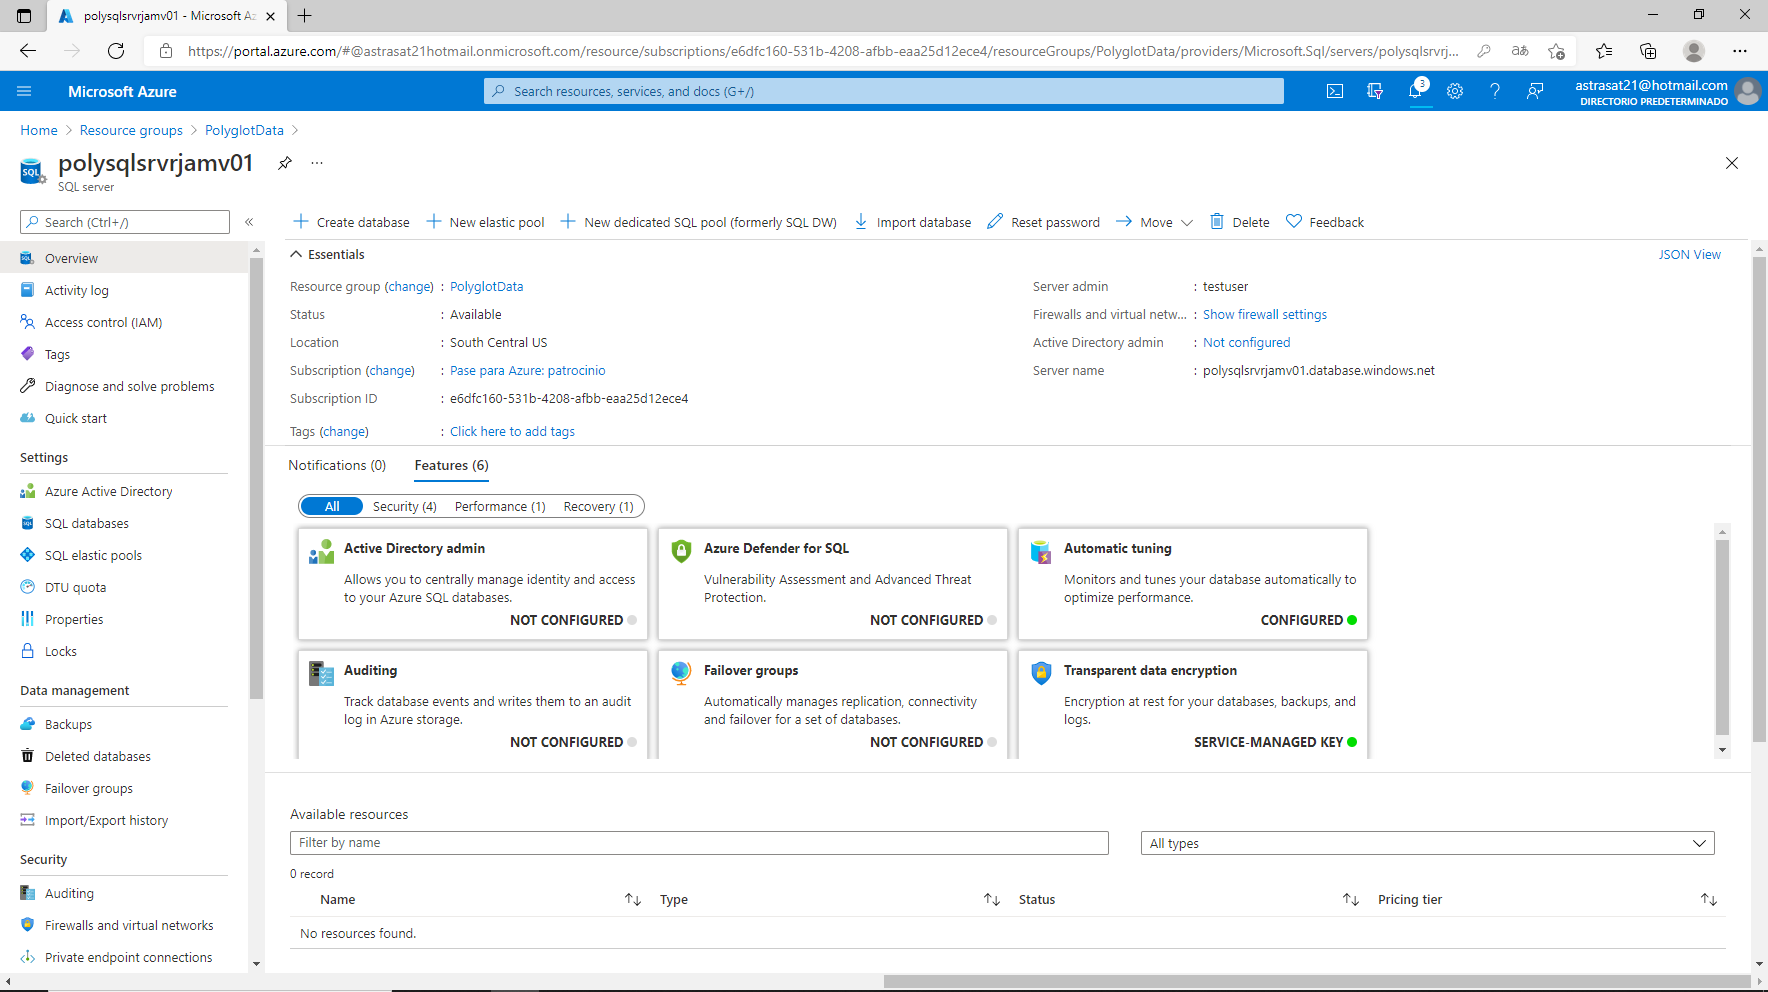 polysqlsrvrjamv01 - Microsoft Az
https://portal.azure.com/#@astrasat21hotmail.onmicrosoft.com/resource/subscriptions/e6dfc160-531b-4208-afbb-eaa25d12ece4/resourceGroups/PolyglotData/providers/Microsoft.Sql/servers/polysqlsrvrj...
Microsoft Azure
Search resources, services, and docs (G+/)
3
astrasat21@hotmail.com
DIRECTORIO PREDETERMINADO
Home > Resource groups > PolyglotData >
polysqlsrvrjamv01
SQL server
Search (Ctrl+/)
Create database
New elastic pool
New dedicated SQL pool (formerly SQL DW)
Import database
Reset password
Move
Delete
Feedback
Overview
Activity log
Access control (IAM)
Tags
Diagnose and solve problems
Quick start
Settings
Azure Active Directory
SQL databases
SQL elastic pools
DTU quota
Properties
Locks
Data management
Backups
Deleted databases
Failover groups
Import/Export history
Security
Auditing
Firewalls and virtual networks
Private endpoint connections
Essentials
JSON View
Resource group (change) : PolyglotData
Status : Available
Location : South Central US
Subscription (change) : Pase para Azure: patrocinio
Subscription ID : e6dfc160-531b-4208-afbb-eaa25d12ece4
Tags (change) : Click here to add tags
Server admin : testuser
Firewalls and virtual netw... : Show firewall settings
Active Directory admin : Not configured
Server name : polysqlsrvrjamv01.database.windows.net
Notifications (0)
Features (6)
All
Security (4)
Performance (1)
Recovery (1)
Active Directory admin
Allows you to centrally manage identity and access
to your Azure SQL databases.
NOT CONFIGURED
Azure Defender for SQL
Vulnerability Assessment and Advanced Threat
Protection.
NOT CONFIGURED
Automatic tuning
Monitors and tunes your database automatically to
optimize performance.
CONFIGURED
Auditing
Track database events and writes them to an audit
log in Azure storage.
NOT CONFIGURED
Failover groups
Automatically manages replication, connectivity
and failover for a set of databases.
NOT CONFIGURED
Transparent data encryption
Encryption at rest for your databases, backups, and
logs.
SERVICE-MANAGED KEY
Available resources
Filter by name
All types
0 record
Name
Type
Status
Pricing tier
No resources found.